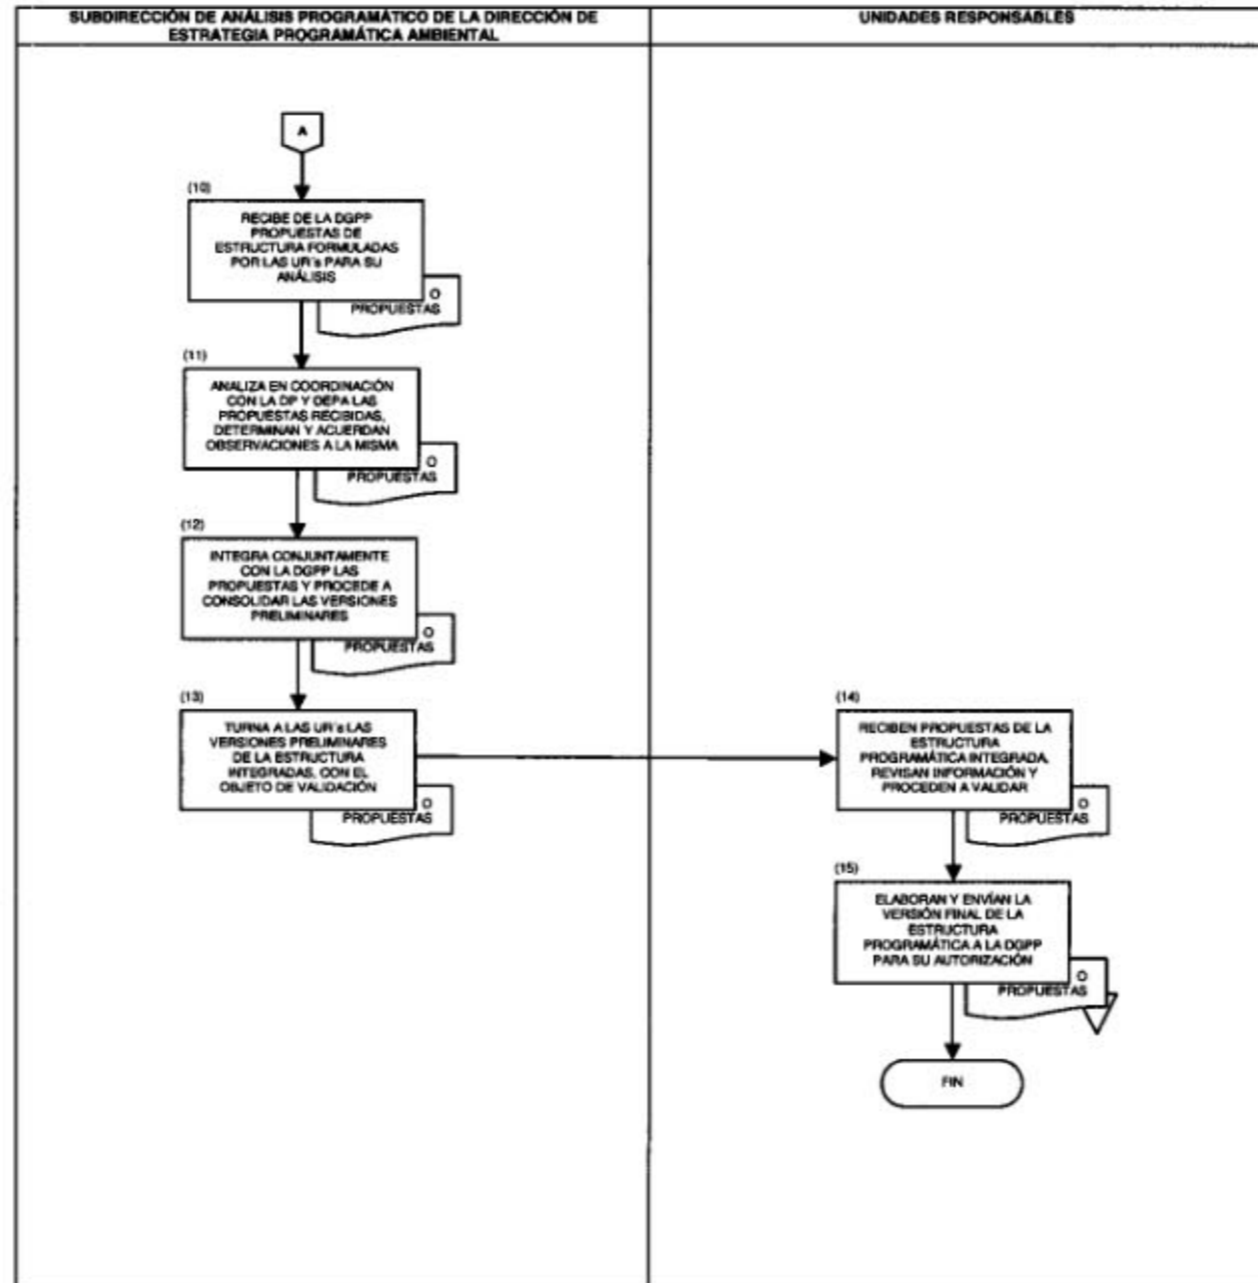 SUBDIRECCIÓN DE ANÁLISIS PROGRAMÁTICO DE LA DIRECCIÓN DE
ESTRATEGIA PROGRAMÁTICA AMBIENTAL
UNIDADES RESPONSABLES
A
(10)
RECIBE DE LA DGPP
PROPUESTAS DE
ESTRUCTURA FORMULADAS
POR LAS UR´s PARA SU
ANÁLISIS
O
PROPUESTAS
(11)
ANALIZA EN COORDINACIÓN
CON LA DP Y DEPA LAS
PROPUESTAS RECIBIDAS,
DETERMINAN Y ACUERDAN
OBSERVACIONES A LA MISMA
O
PROPUESTAS
(12)
INTEGRA CONJUNTAMENTE
CON LA DGPP LAS
PROPUESTAS Y PROCEDE A
CONSOLIDAR LAS VERSIONES
PRELIMINARES
O
PROPUESTAS
(13)
TURNA A LAS UR´s LAS
VERSIONES PRELIMINARES
DE LA ESTRUCTURA
INTEGRADAS, CON EL
OBJETO DE VALIDACIÓN
O
PROPUESTAS
(14)
RECIBEN PROPUESTAS DE LA
ESTRUCTURA
PROGRAMÁTICA INTEGRADA,
REVISAN INFORMACIÓN Y
PROCEDEN A VALIDAR
O
PROPUESTAS
(15)
ELABORAN Y ENVÍAN LA
VERSIÓN FINAL DE LA
ESTRUCTURA
PROGRAMÁTICA A LA DGPP
PARA SU AUTORIZACIÓN
O
PROPUESTAS
FIN